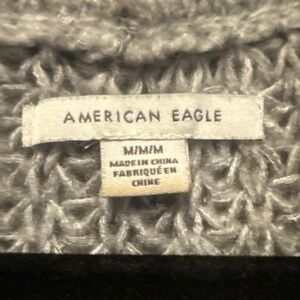 AMERICAN EAGLE
M/M/M
MADE IN CHINA
FABRIQUÉ EN
CHINE